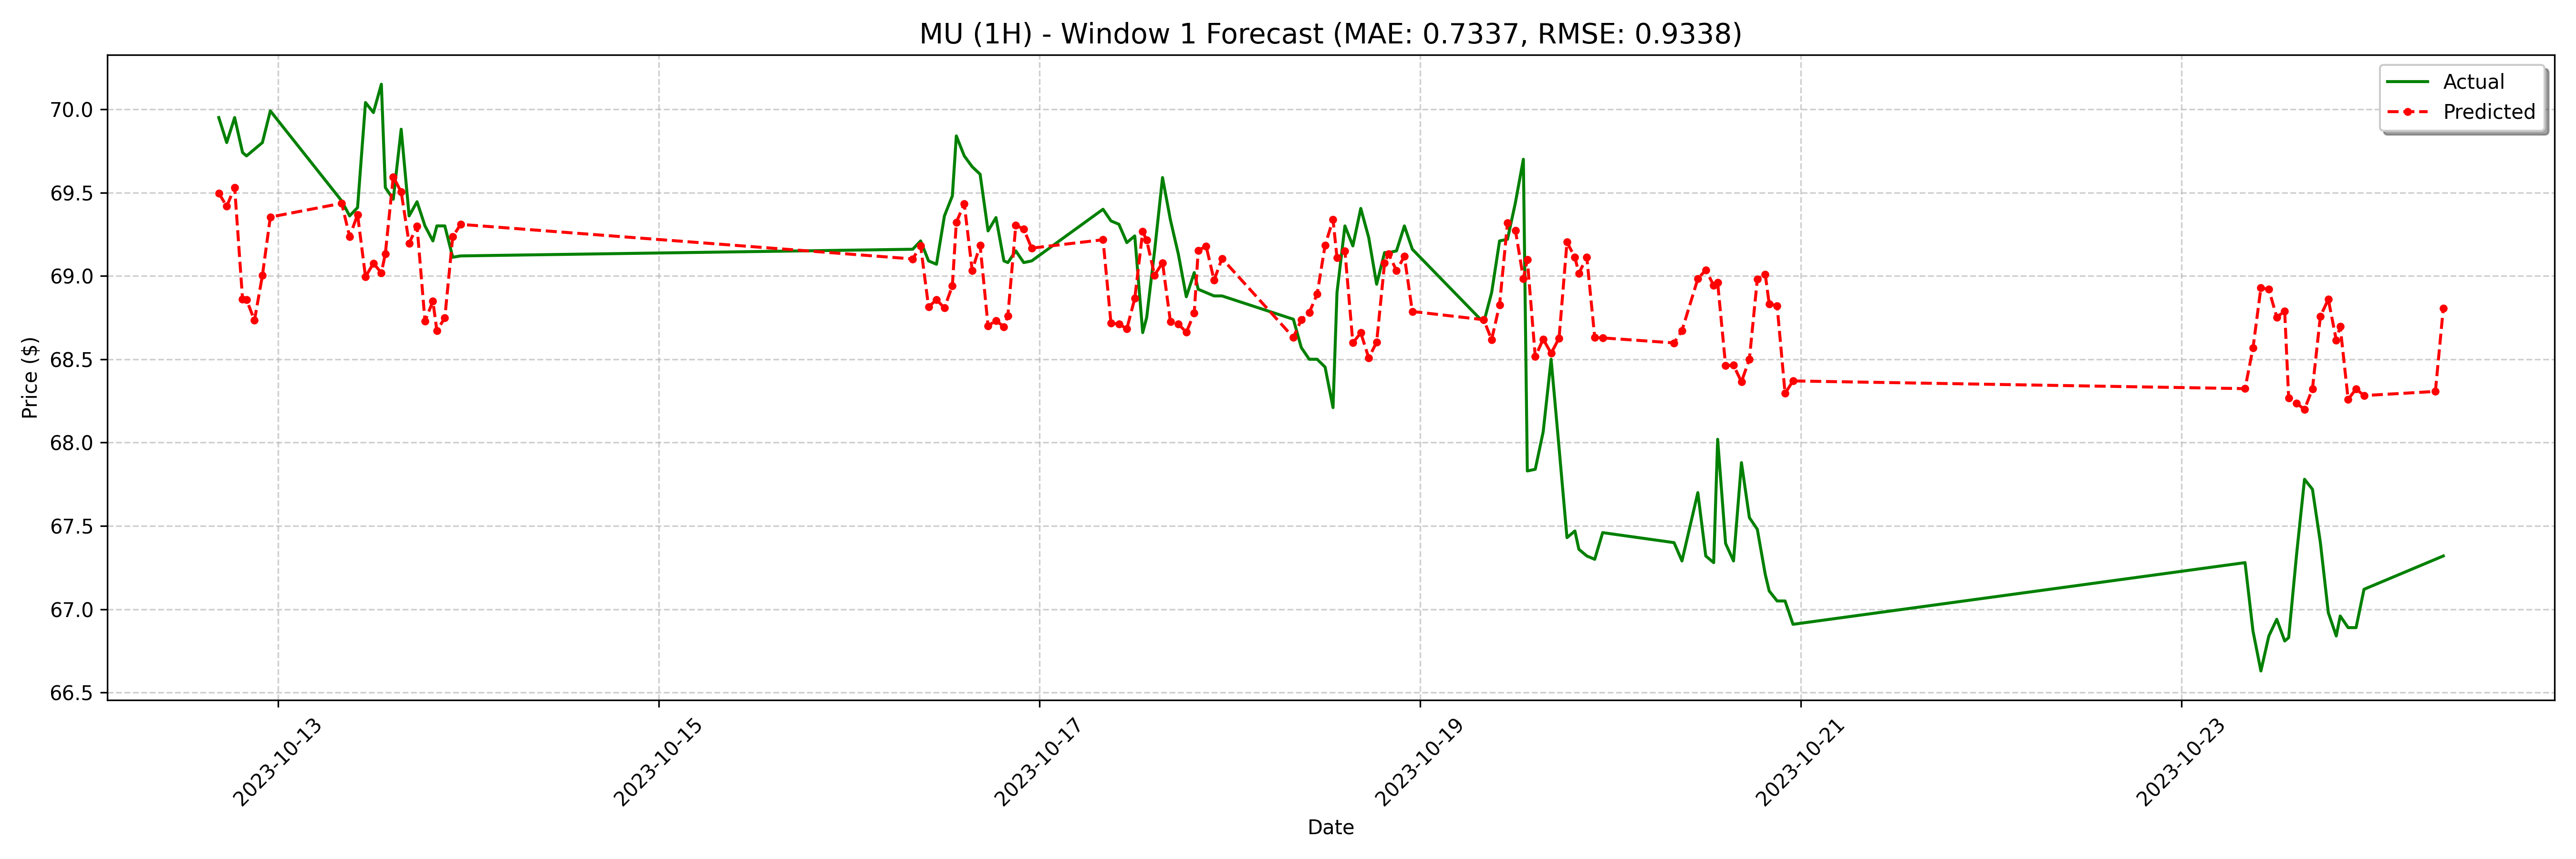 MU (1H) - Window 1 Forecast (MAE: 0.7337, RMSE: 0.9338)
Actual
Predicted
Price ($)
70.0
69.5
69.0
68.5
68.0
67.5
67.0
66.5
2023-10-13
2023-10-15
2023-10-17
2023-10-19
2023-10-21
2023-10-23
Date